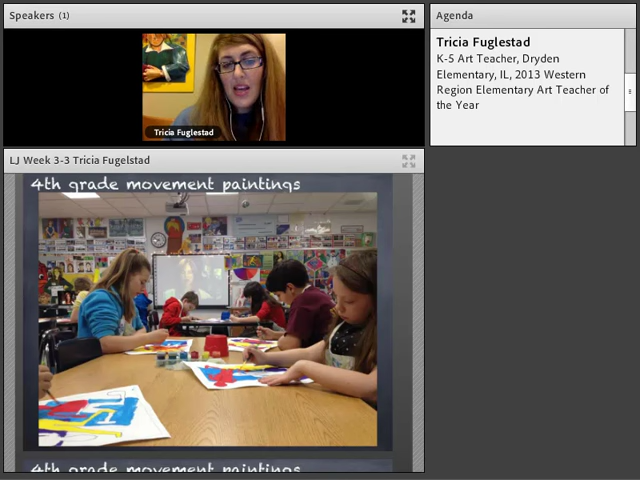 Speakers (1)
Tricia Fuglestad
Agenda
Tricia Fuglestad
K-5 Art Teacher, Dryden
Elementary, IL, 2013 Western
Region Elementary Art Teacher of
the Year
LJ Week 3-3 Tricia Fugelstad
4th grade movement paintings
4th grade movement paintings